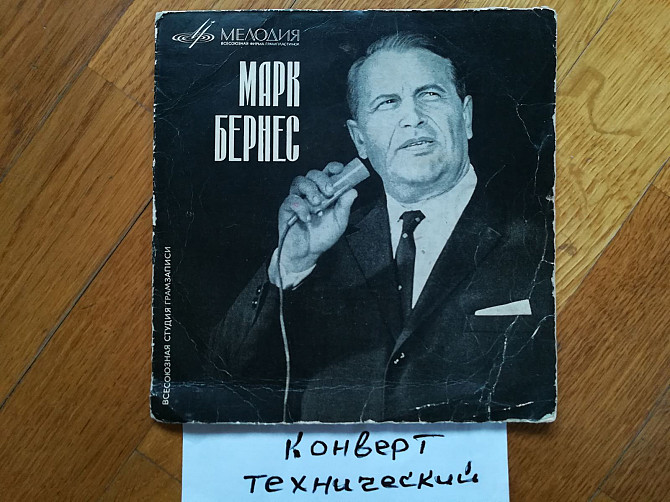 МЕЛОДИЯ
ВСЕСОЮЗНАЯ ФИРМА ГРАМПЛАСТИНОК
МАРК
БЕРНЕС
ВСЕСОЮЗНАЯ СТУДИЯ ГРАМЗАПИСИ
Конверт
технический